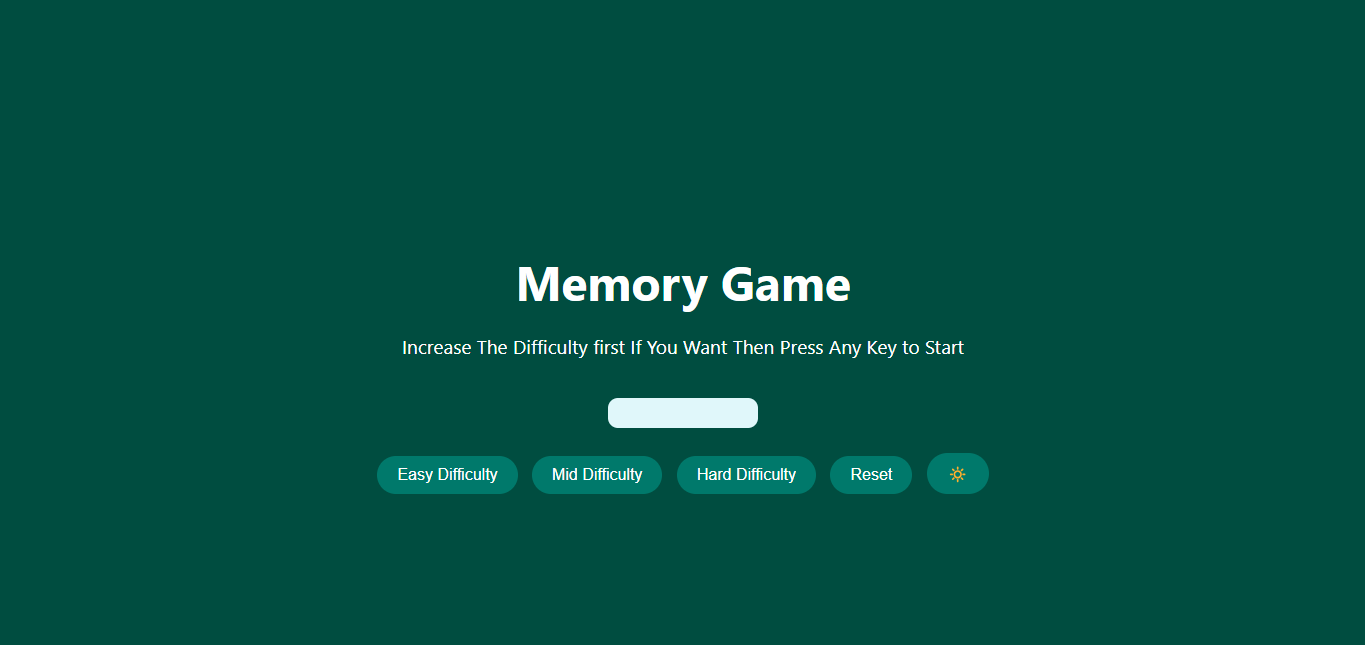 Memory Game
Increase The Difficulty first If You Want Then Press Any Key to Start
Easy Difficulty Mid Difficulty Hard Difficulty Reset